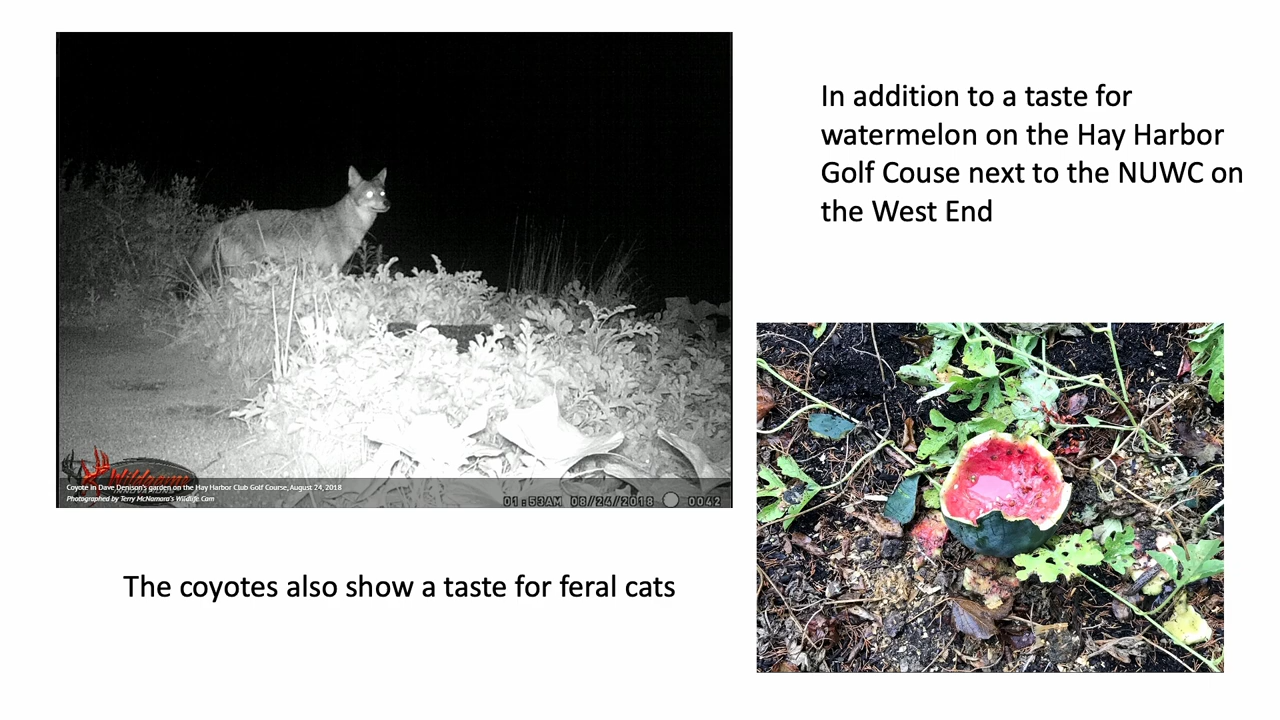 In addition to a taste for
watermelon on the Hay Harbor
Golf Couse next to the NUWC on
the West End
Coyote in Dave Denison's garden on the Hay Harbor Club Golf Course, August 24, 2018
Photographed by Terry McNamara's Wildlife Cam
01:53AM 08/24/2018 0042
The coyotes also show a taste for feral cats